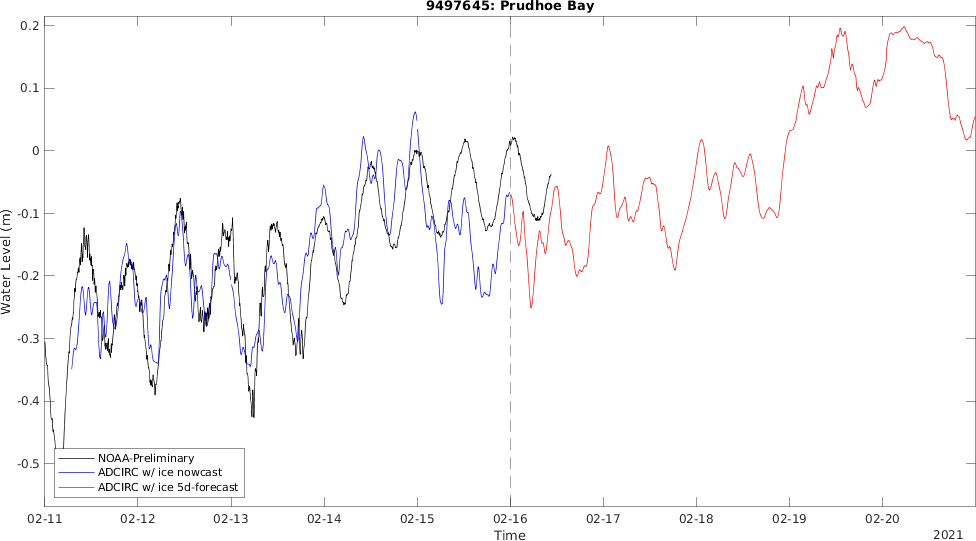 9497645: Prudhoe Bay
0.2
0.1
0
-0.1
-0.2
-0.3
-0.4
-0.5
Water Level (m)
NOAA-Preliminary
ADCIRC w/ ice nowcast
ADCIRC w/ ice 5d-forecast
02-11 02-12 02-13 02-14 02-15 02-16 02-17 02-18 02-19 02-20
Time
2021